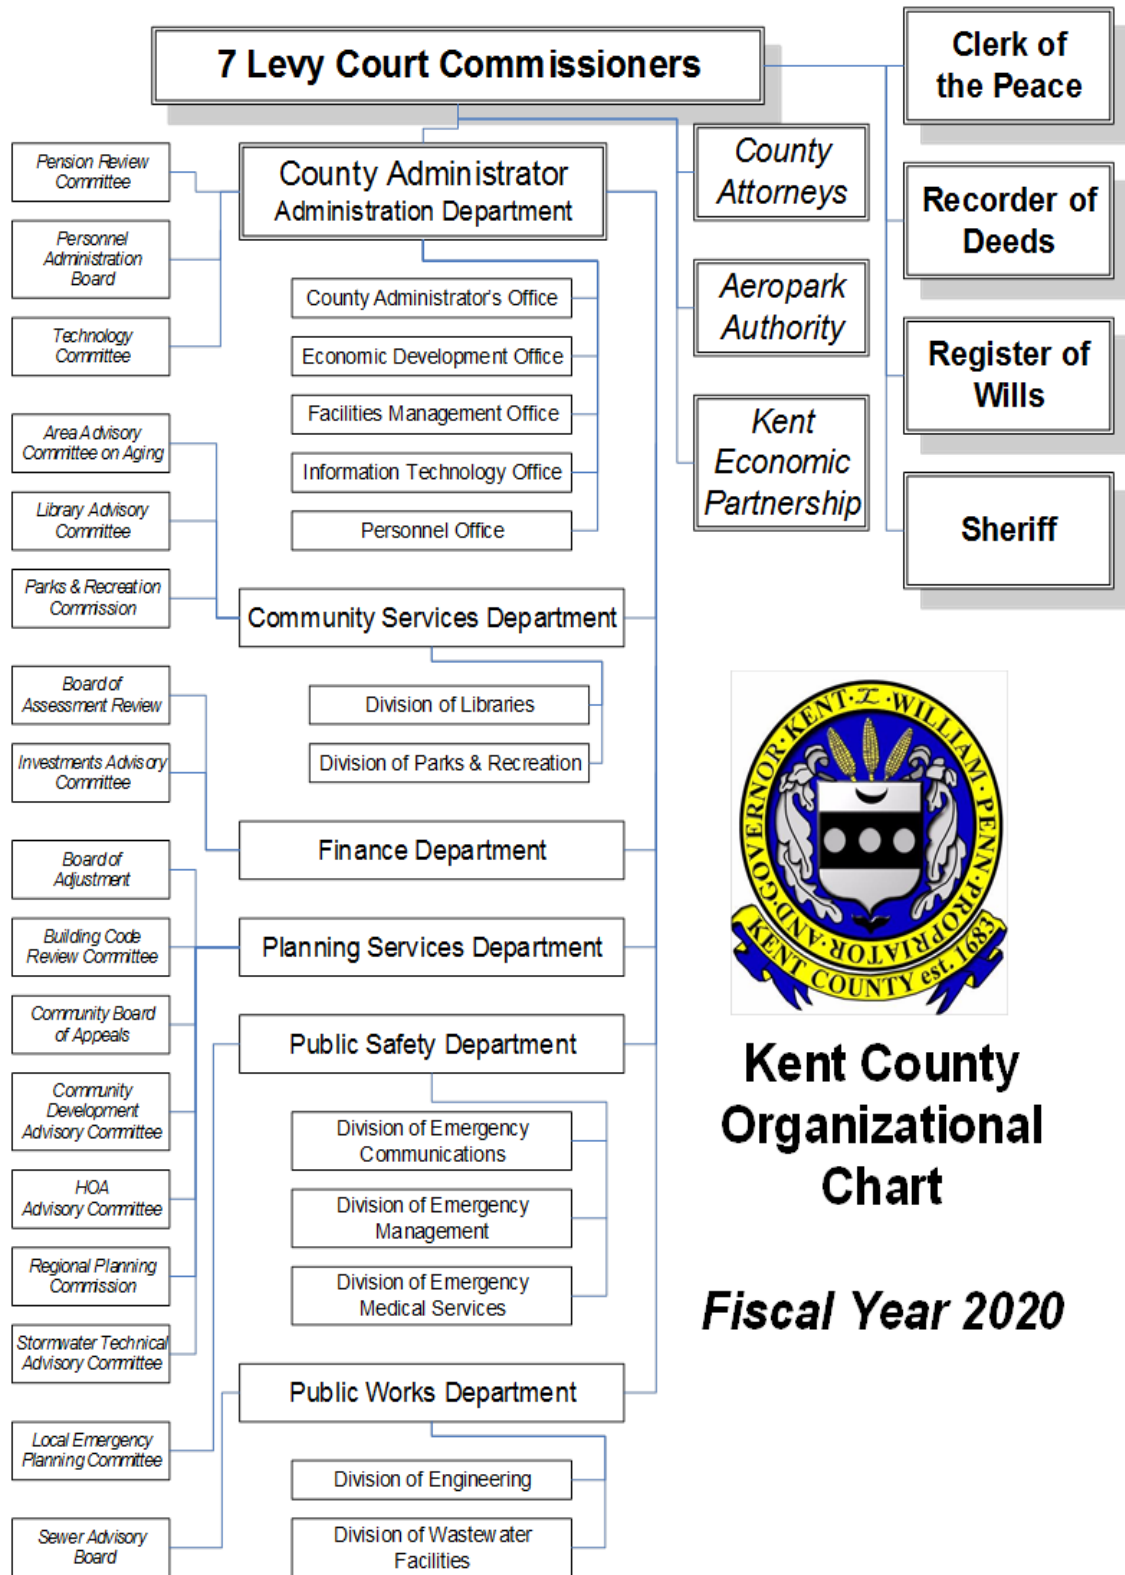 7 Levy Court Commissioners
Clerk of
the Peace
Recorder of
Deeds
Register of
Wills
Sheriff
County
Attorneys
Aeropark
Authority
Kent
Economic
Partnership
County Administrator
Administration Department
Pension Review
Committee
Personnel
Administration
Board
Technology
Committee
County Administrator's Office
Economic Development Office
Facilities Management Office
Information Technology Office
Personnel Office
Area Advisory
Committee on Aging
Library Advisory
Committee
Parks & Recreation
Commission
Community Services Department
Division of Libraries
Division of Parks & Recreation
Board of
Assessment Review
Investments Advisory
Committee
Finance Department
Board of
Adjustment
Building Code
Review Committee
Community Board
of Appeals
Community
Development
Advisory Committee
HOA
Advisory Committee
Regional Planning
Commission
Stormwater Technical
Advisory Committee
Planning Services Department
Public Safety Department
Division of Emergency
Communications
Division of Emergency
Management
Division of Emergency
Medical Services
Local Emergency
Planning Committee
Public Works Department
Division of Engineering
Division of Wastewater
Facilities
Sewer Advisory
Board
WILLIAM·PENN·PROPRIATOR·AND·GOVERNOR·KENT
KENT COUNTY est. 1683
Kent County
Organizational
Chart
Fiscal Year 2020